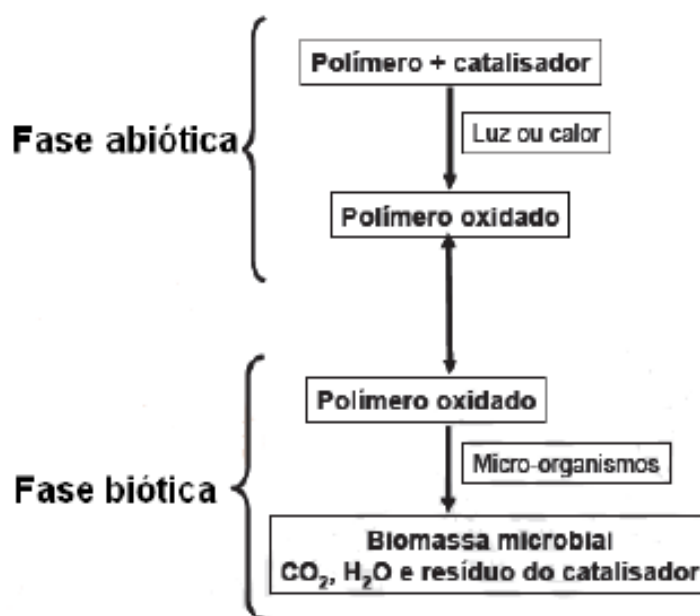 Polímero + catalisador
Fase abiótica
Luz ou calor
Polímero oxidado
Polímero oxidado
Micro-organismos
Fase biótica
Biomassa microbial
CO₂, H₂O e resíduo do catalisador